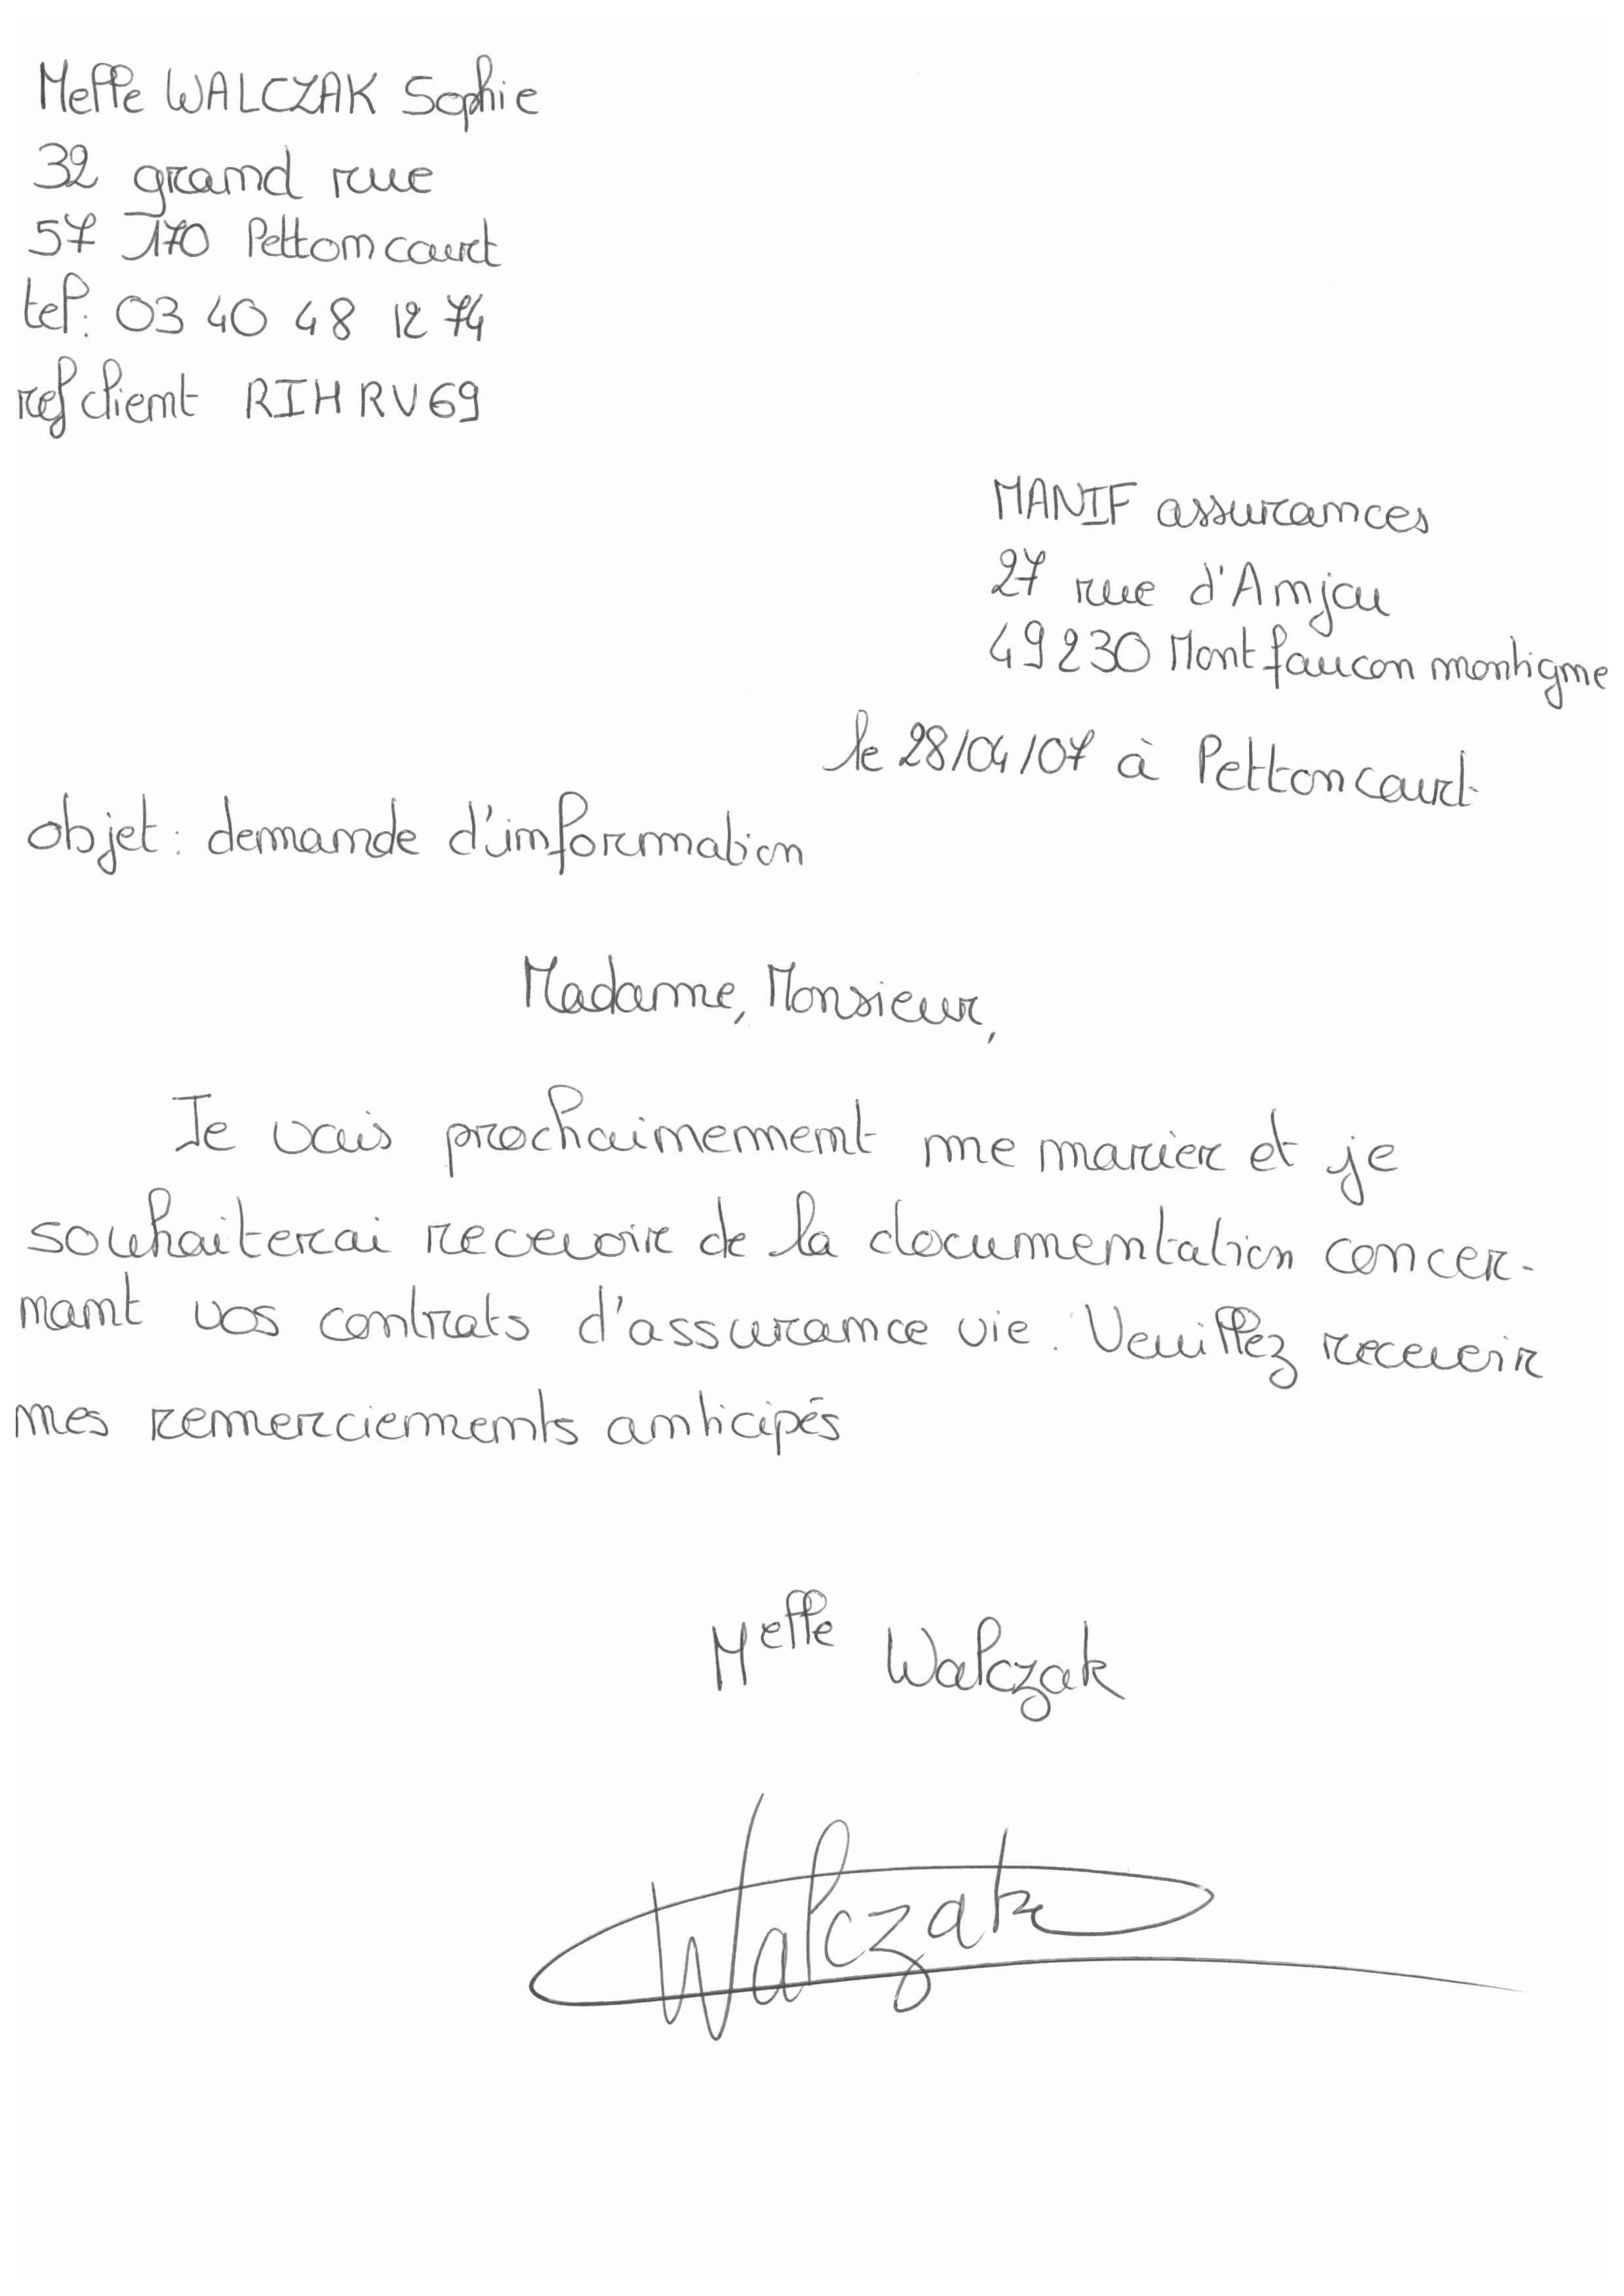 Melle WALCZAK Sophie
32 grand rue
57 170 Pettoncourt
tel: 03 40 48 12 74
ref client RIHRV69
MANIF assurances
27 rue d'Anjou
49230 Montfaucon montigne
le 28/04/07 à Pettoncourt
objet: demande d'information
Madame, Monsieur,
Je vais prochainement me marier et je
souhaiterai recevoir de la documentation concer-
nant vos contrats d'assurance vie. Veuillez recevoir
mes remerciements anticipés
Melle Walczak
Walczak